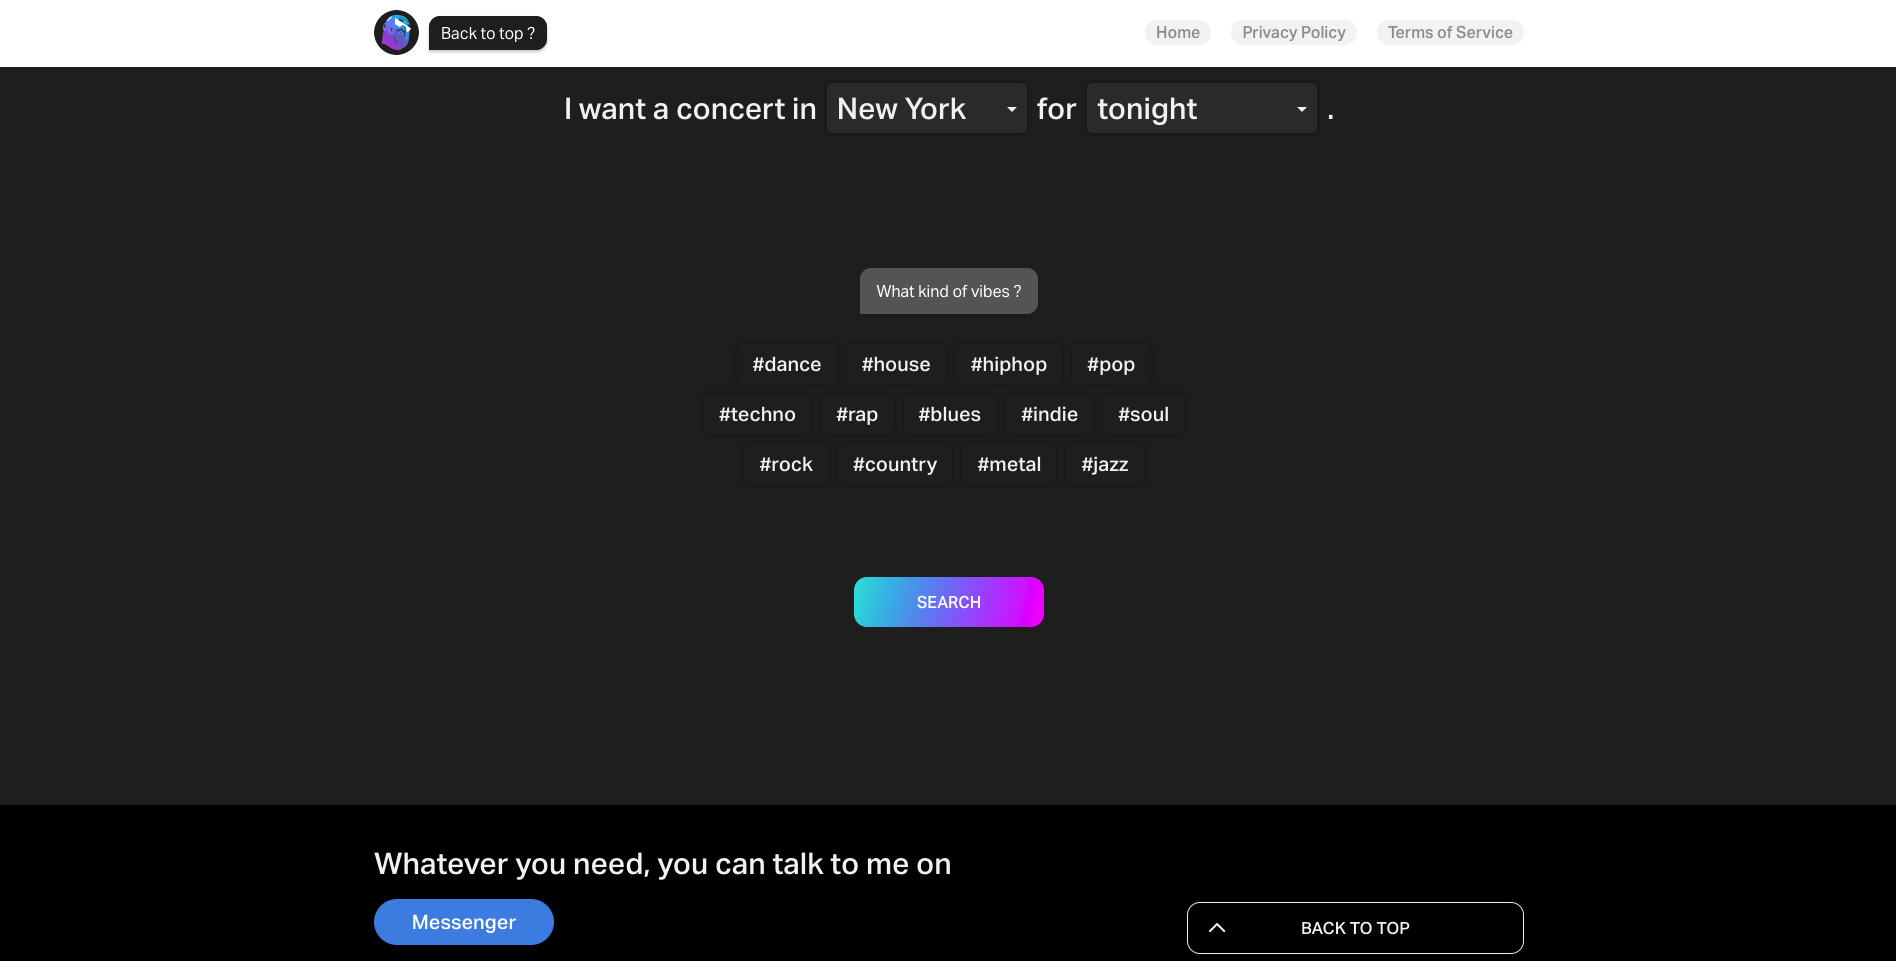 Back to top ?
Home Privacy Policy Terms of Service
I want a concert in New York for tonight .
What kind of vibes ?
#dance #house #hiphop #pop
#techno #rap #blues #indie #soul
#rock #country #metal #jazz
SEARCH
Whatever you need, you can talk to me on
Messenger
BACK TO TOP